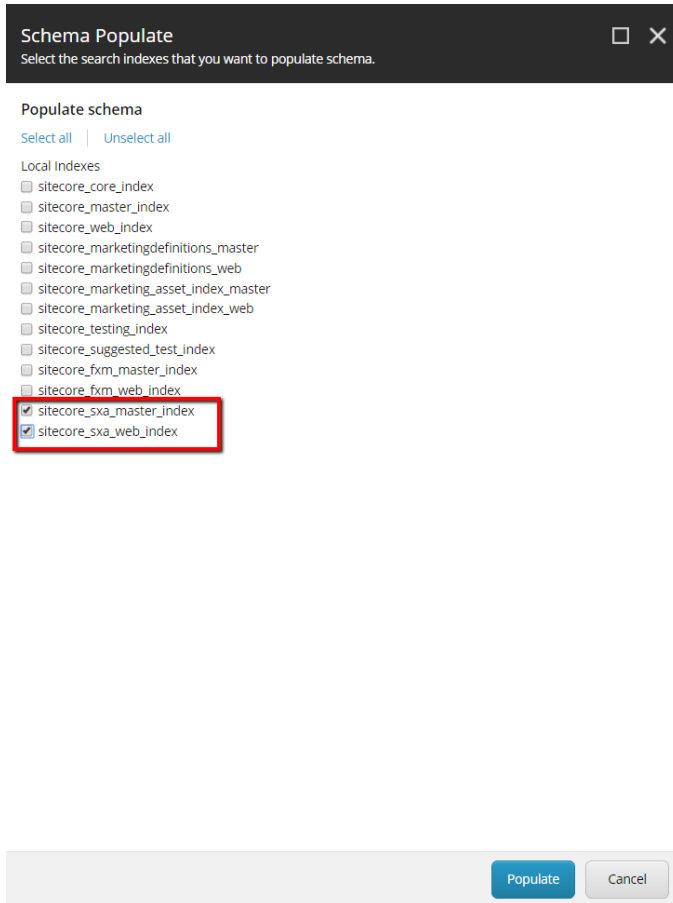 Schema Populate
Select the search indexes that you want to populate schema.
Populate schema
Select all | Unselect all
Local Indexes
sitecore_core_index
sitecore_master_index
sitecore_web_index
sitecore_marketingdefinitions_master
sitecore_marketingdefinitions_web
sitecore_marketing_asset_index_master
sitecore_marketing_asset_index_web
sitecore_testing_index
sitecore_suggested_test_index
sitecore_fxm_master_index
sitecore_fxm_web_index
sitecore_sxa_master_index
sitecore_sxa_web_index
Populate Cancel